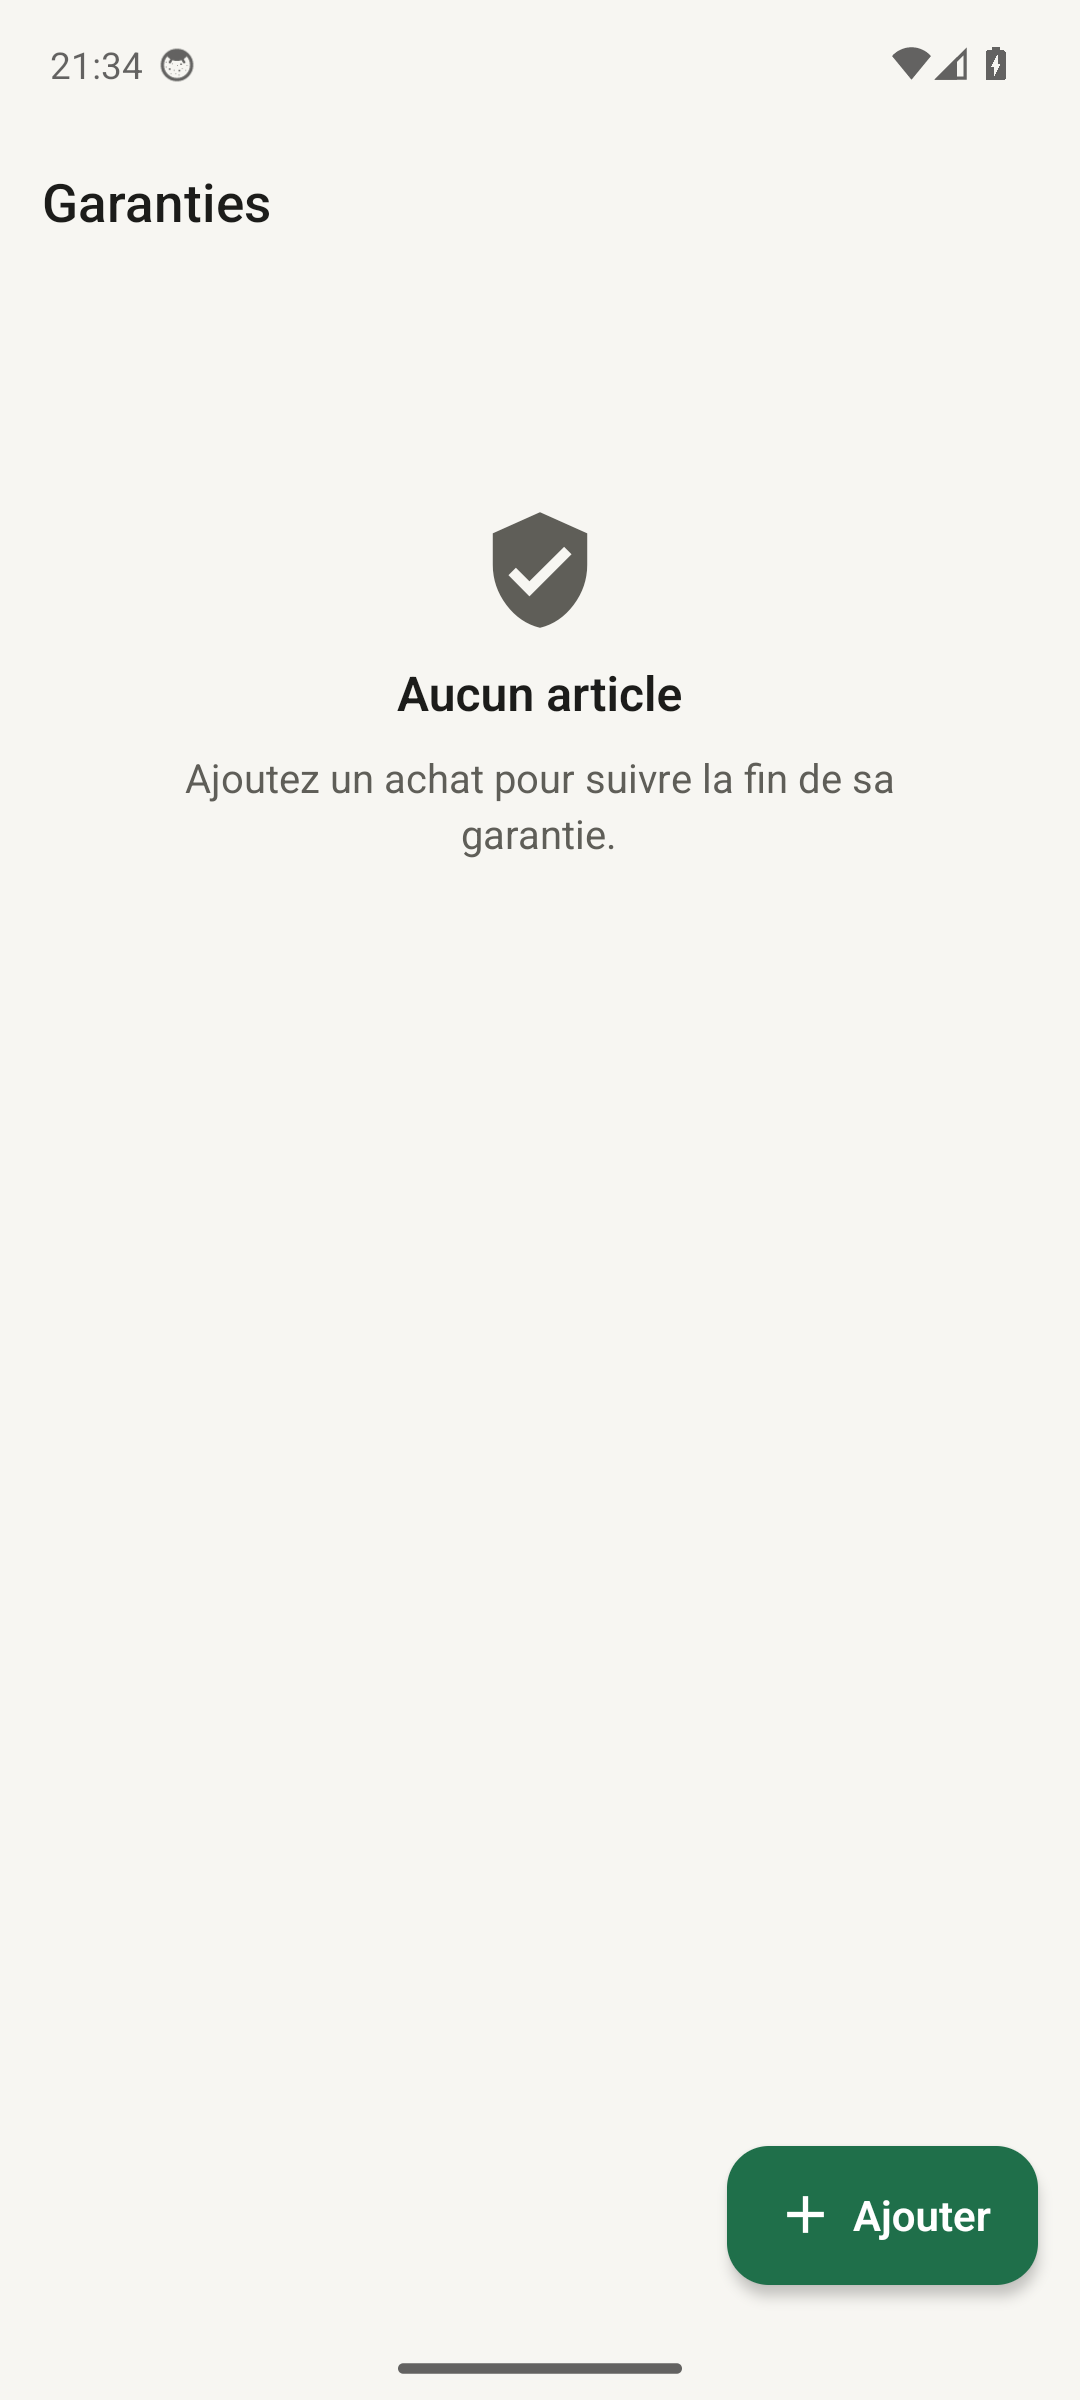 21:34
Garanties
Aucun article
Ajoutez un achat pour suivre la fin de sa
garantie.
Ajouter